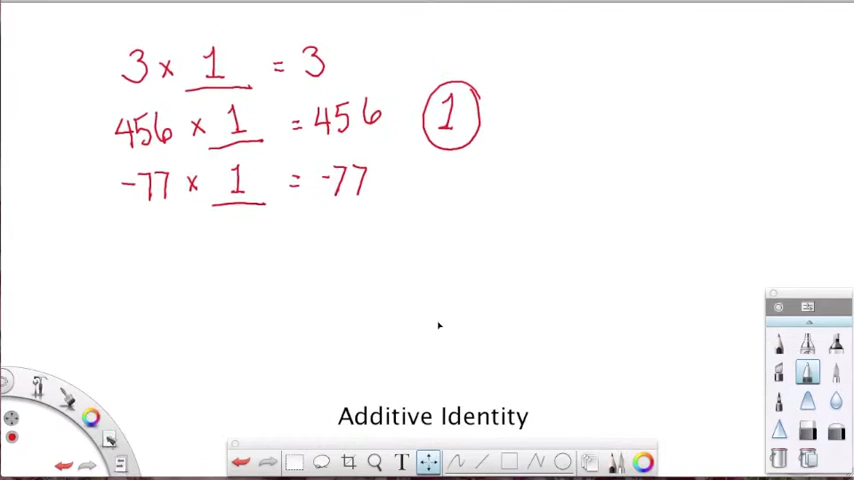 3 × 1 = 3
456 × 1 = 456
1
-77 × 1 = -77
Additive Identity
T